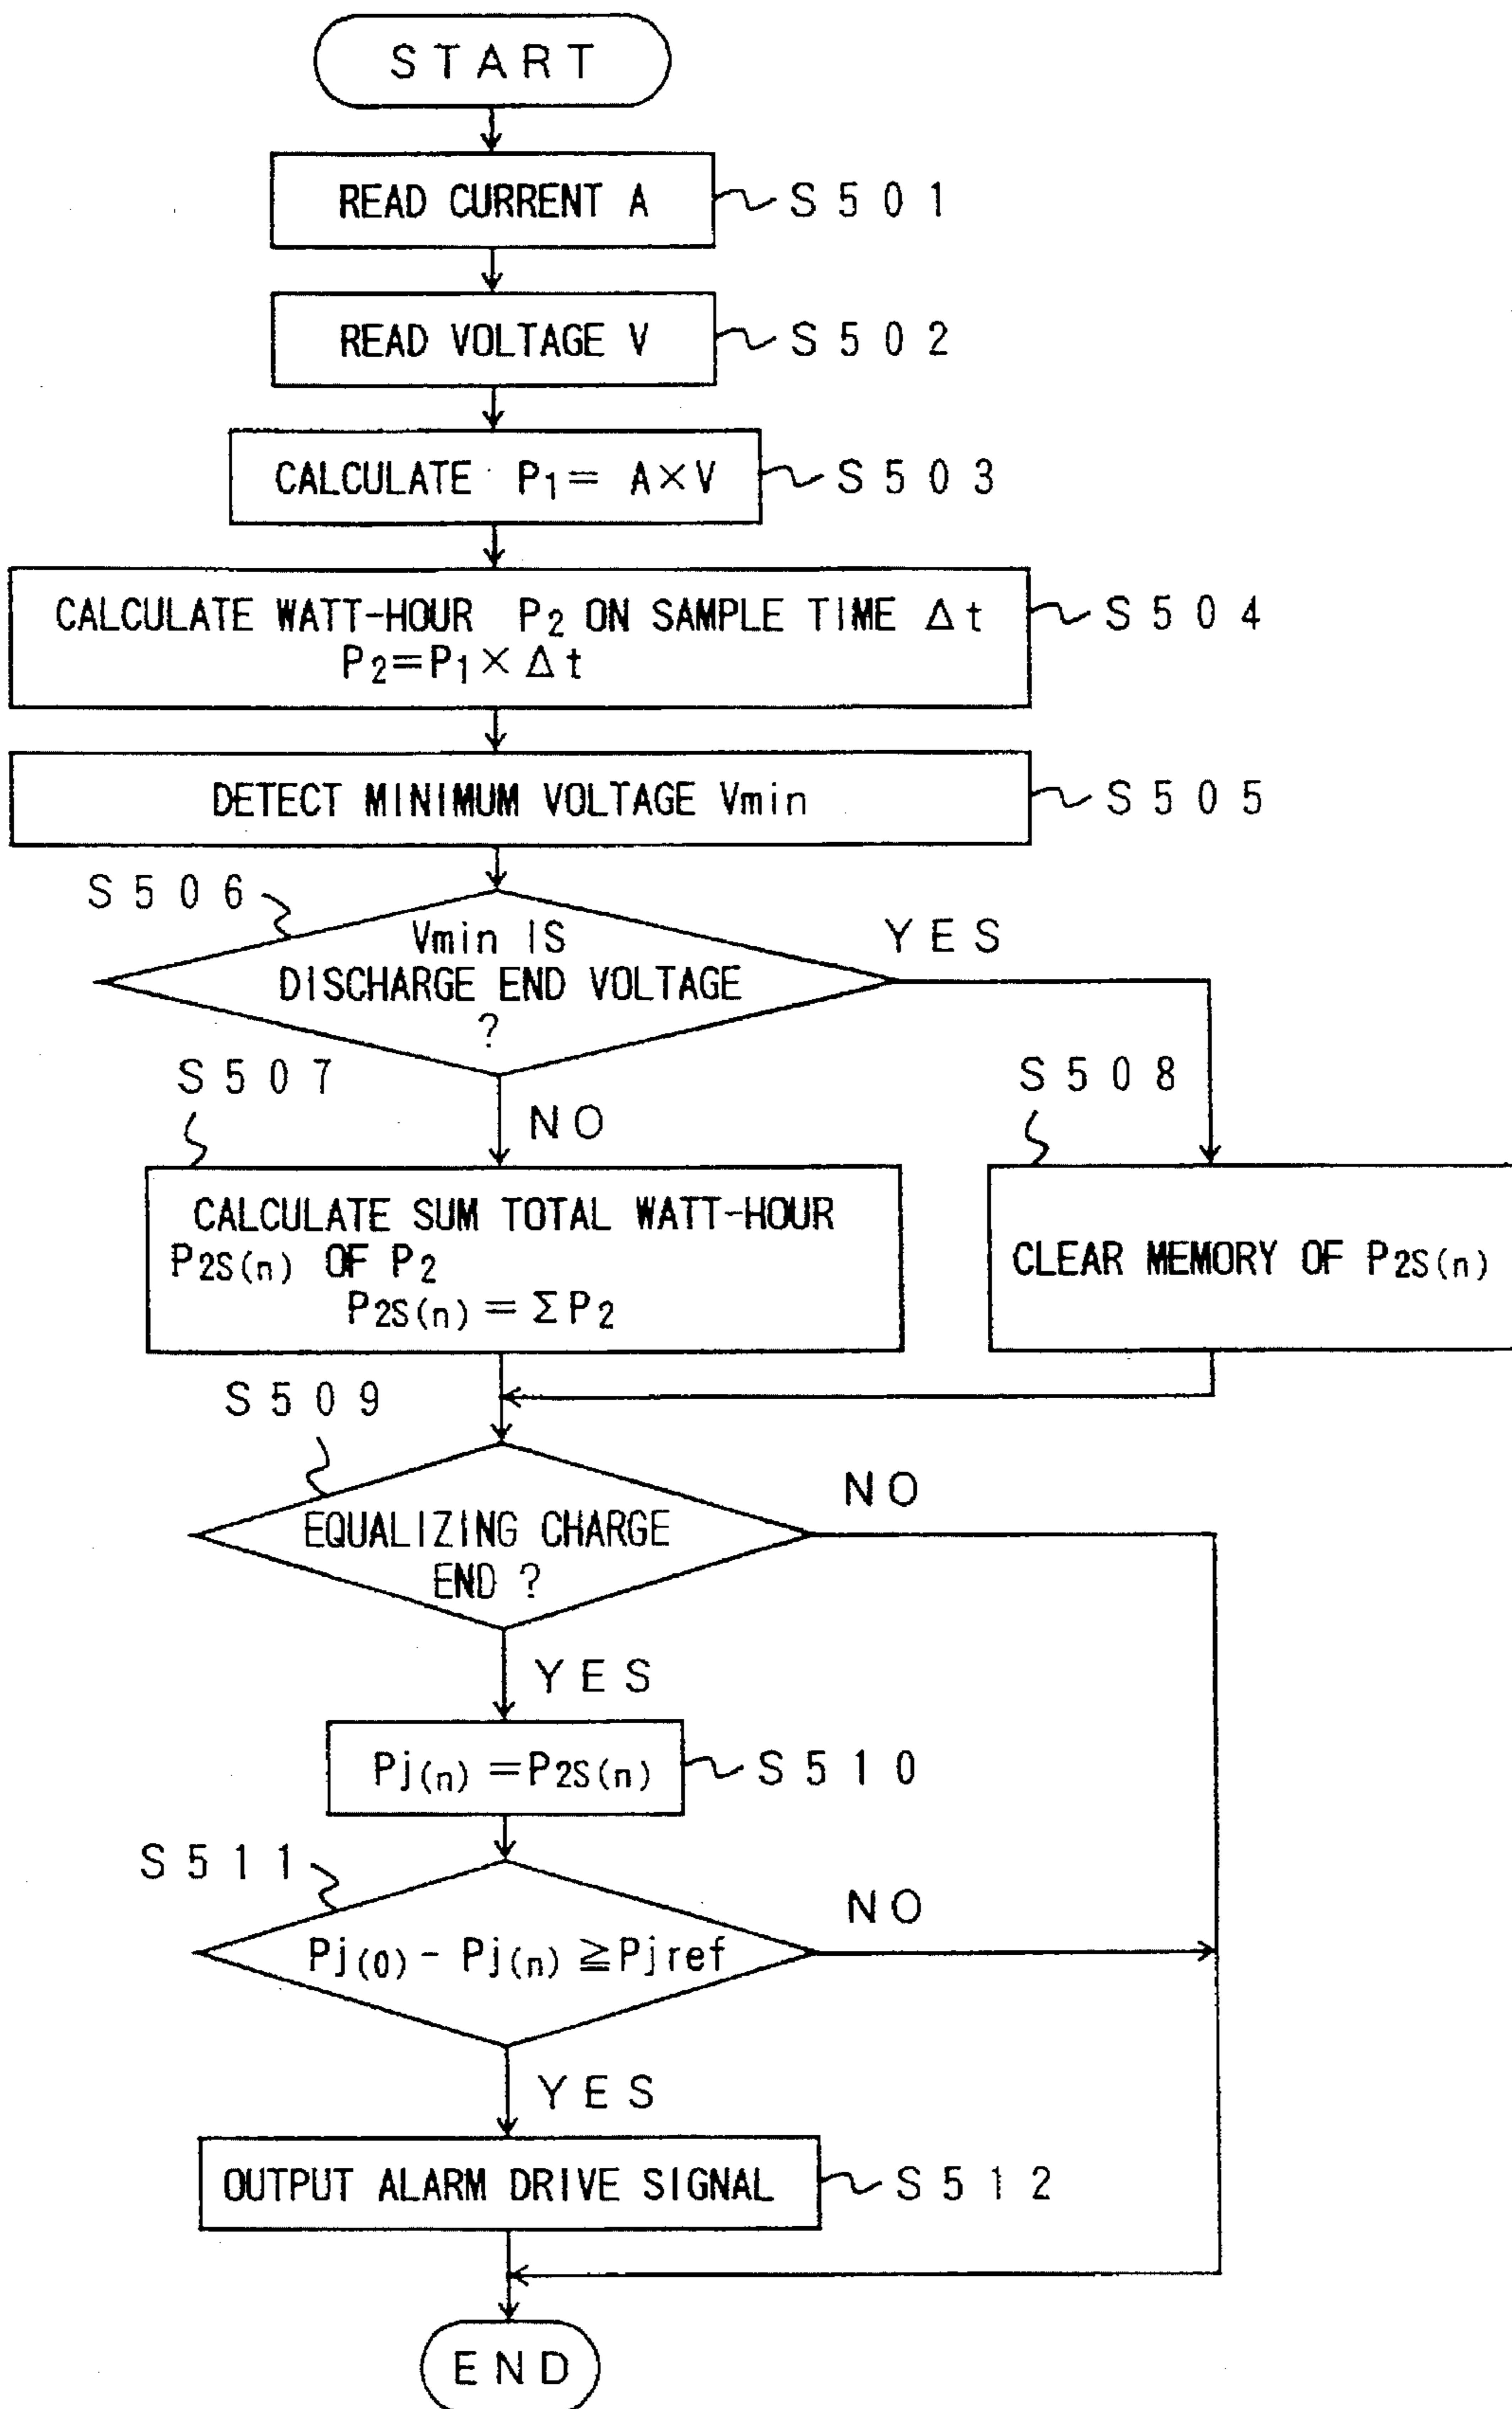 START
READ CURRENT A
S501
READ VOLTAGE V
S502
CALCULATE P₁= A×V
S503
CALCULATE WATT-HOUR P₂ ON SAMPLE TIME Δt
P₂=P₁×Δt
S504
DETECT MINIMUM VOLTAGE Vmin
S505
S506
Vmin IS
DISCHARGE END VOLTAGE
?
YES
NO
S507
CALCULATE SUM TOTAL WATT-HOUR
P2S(n) OF P₂
P2S(n) = ΣP₂
S508
CLEAR MEMORY OF P2S(n)
S509
EQUALIZING CHARGE
END ?
NO
YES
Pj(n) =P2S(n)
S510
S511
Pj(0) - Pj(n) ≧Pjref
NO
YES
OUTPUT ALARM DRIVE SIGNAL
S512
END